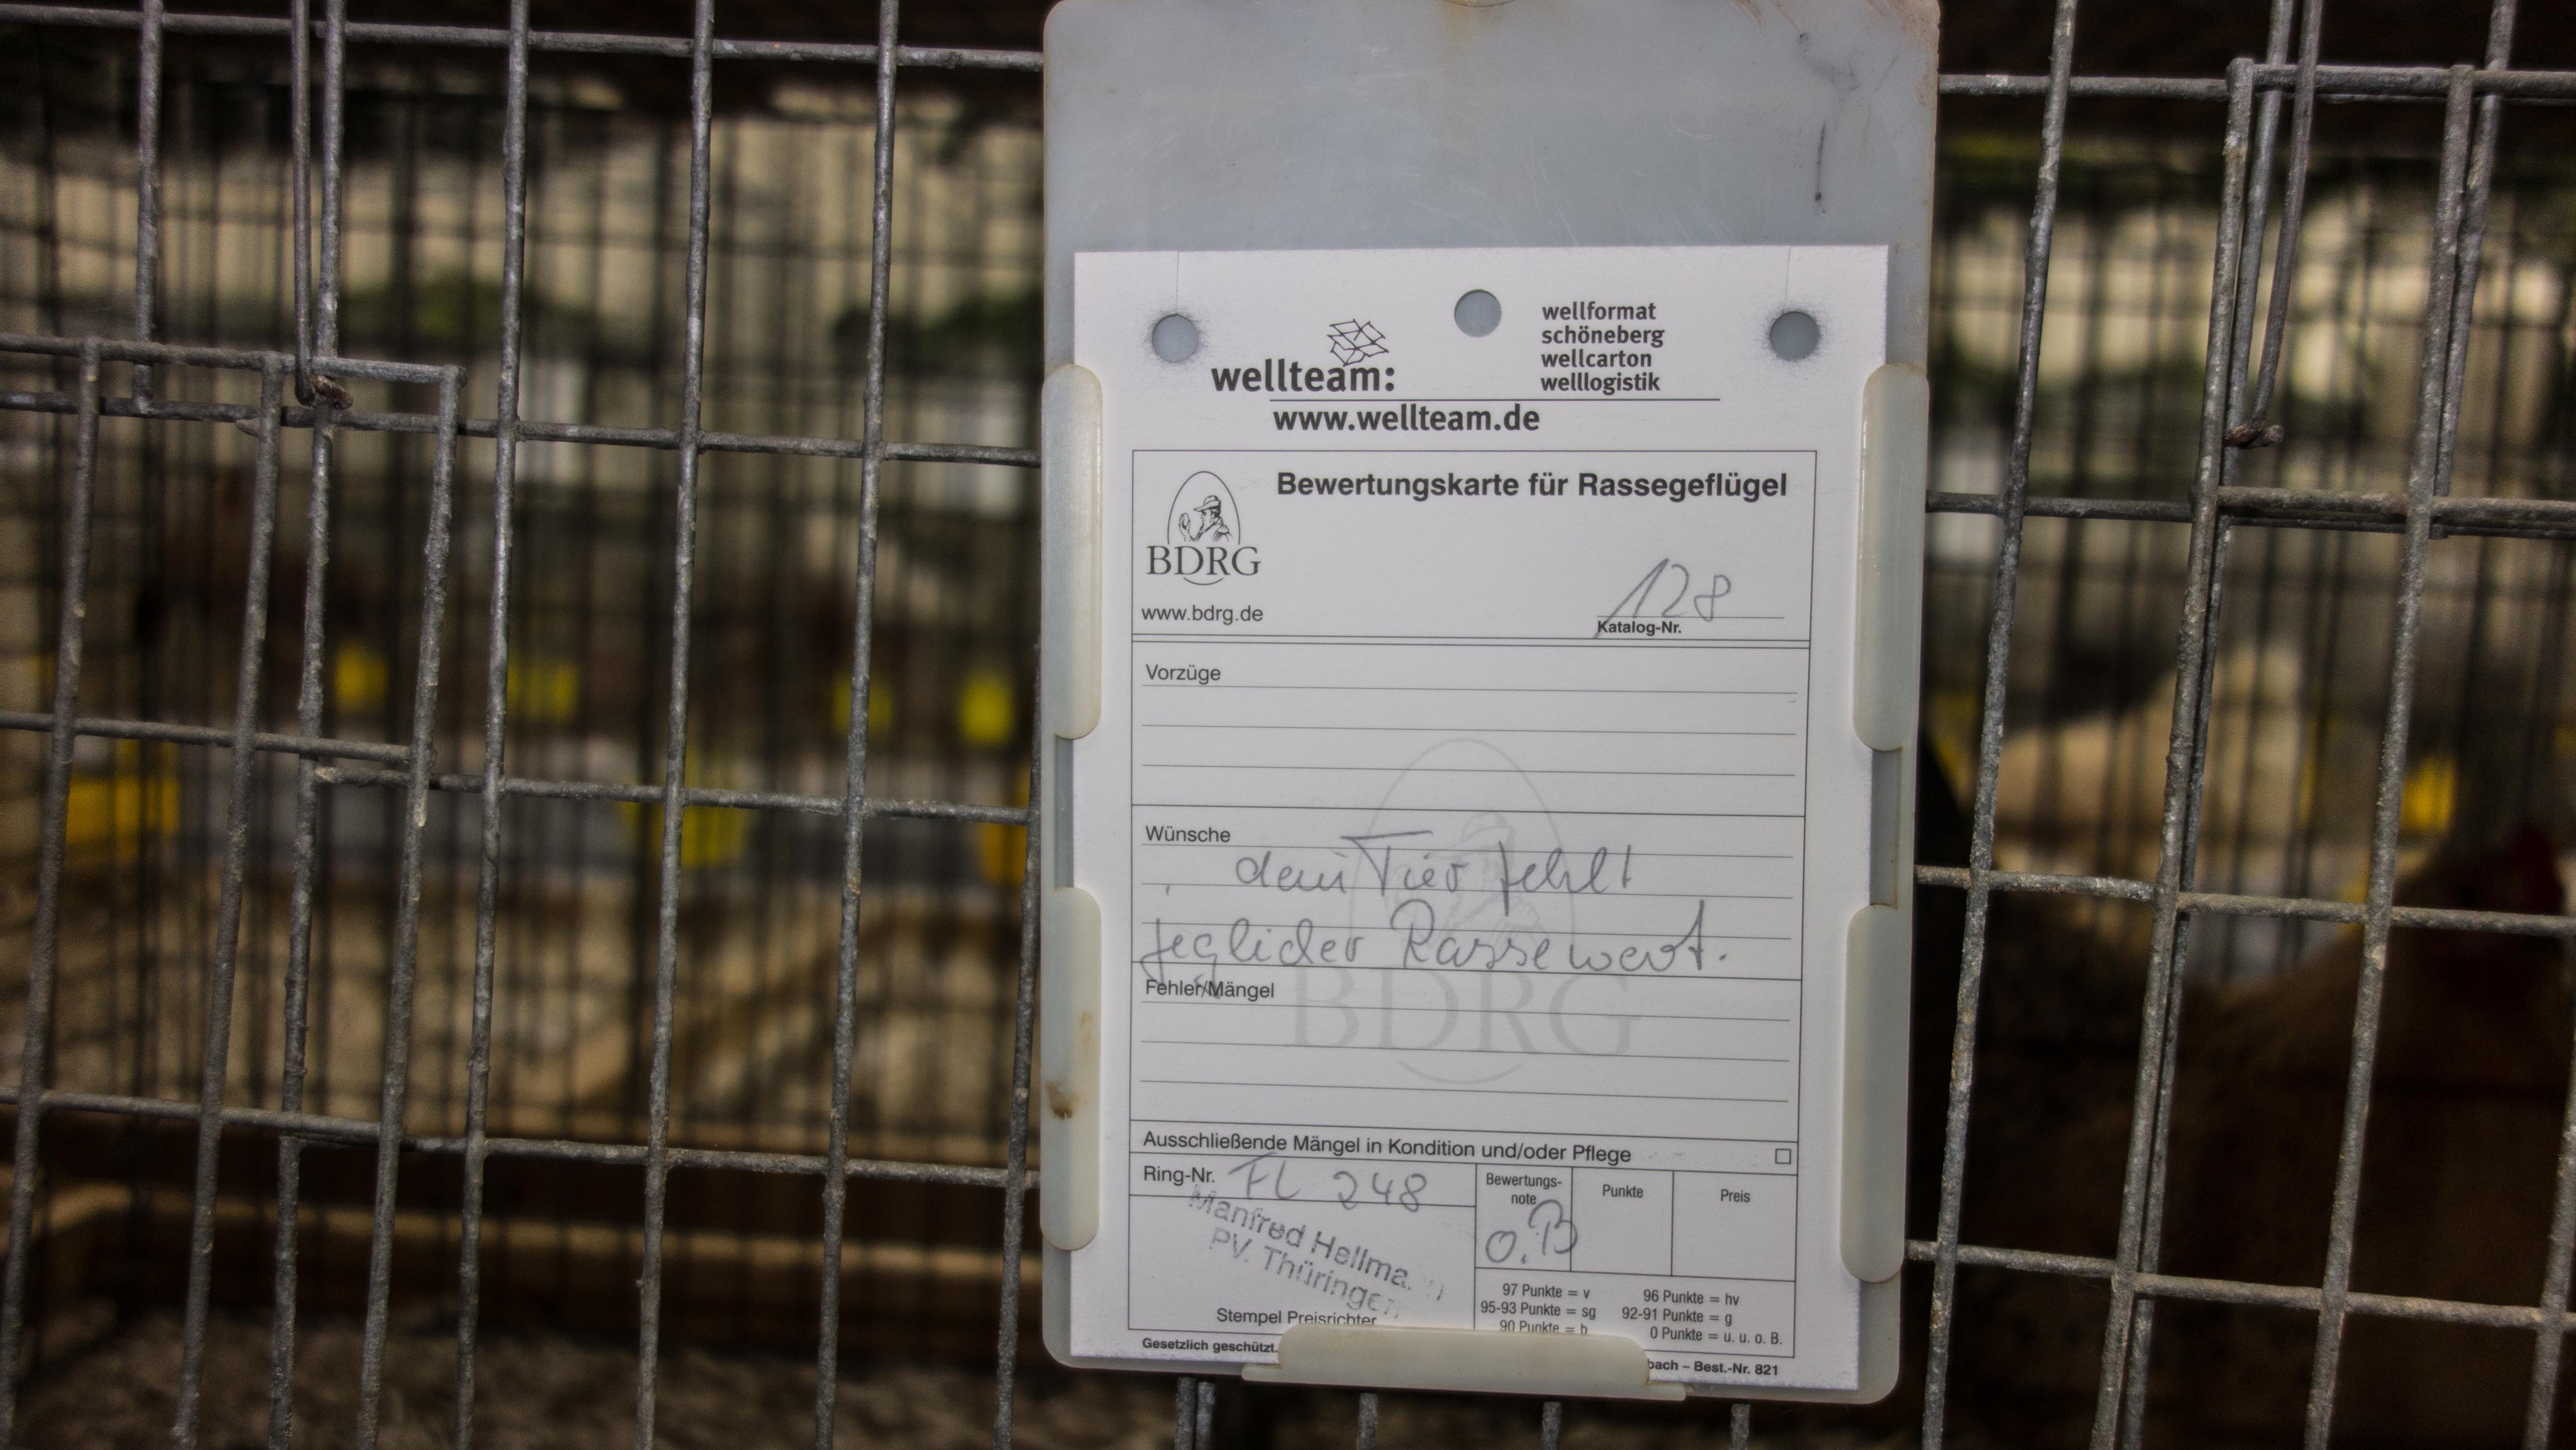 wellteam:
wellformat
schöneberg
wellcarton
welllogistik
www.wellteam.de
Bewertungskarte für Rassegeflügel
BDRG
www.bdrg.de
128
Katalog-Nr.
Vorzüge
Wünsche
dem Tier fehlt
jeglicher Rassewert.
Fehler/Mängel
BDRG
Ausschließende Mängel in Kondition und/oder Pflege
Ring-Nr. FL 248
Bewertungs-
note
Punkte
Preis
o.B
Manfred Hellmann
PV. Thüringen
Stempel Preisrichter
97 Punkte = v 96 Punkte = hv
95-93 Punkte = sg 92-91 Punkte = g
90 Punkte = b 0 Punkte = u. u. o. B.
Gesetzlich geschützt.
bach – Best.-Nr. 821